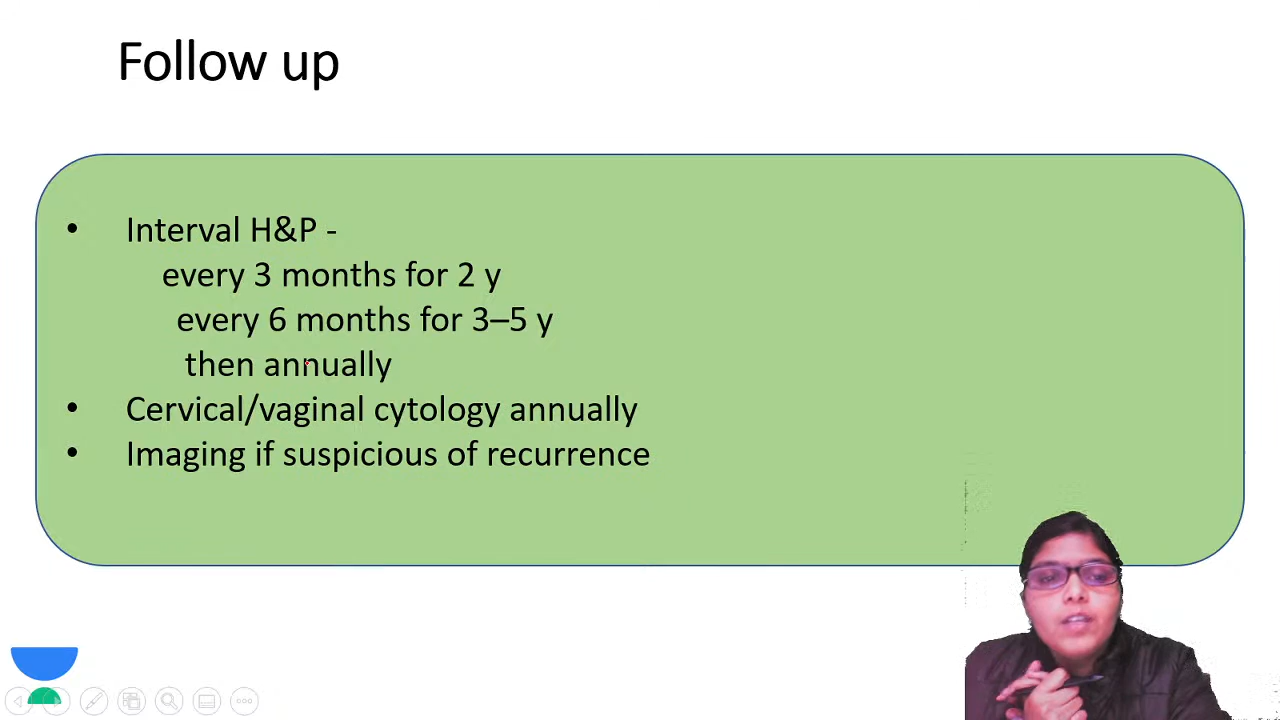 Follow up
• Interval H&P -
every 3 months for 2 y
every 6 months for 3–5 y
then annually
• Cervical/vaginal cytology annually
• Imaging if suspicious of recurrence